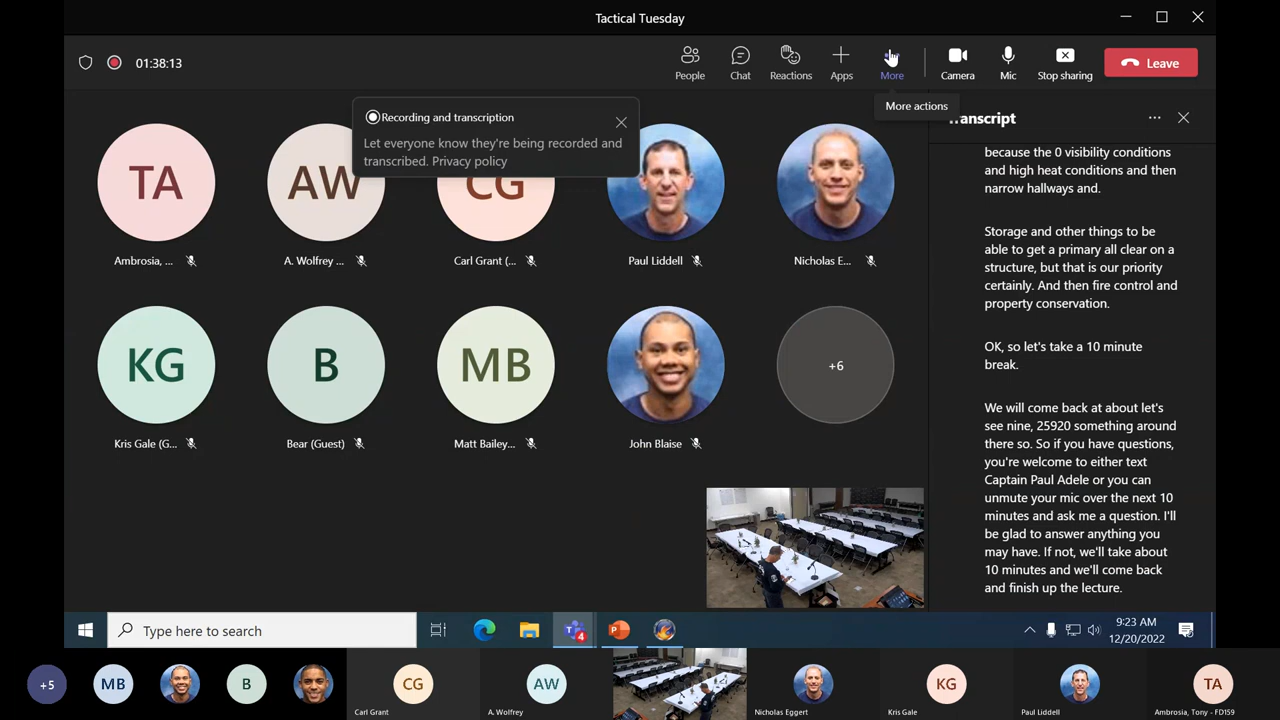 Tactical Tuesday
01:38:13
People
Chat
Reactions
Apps
More
Camera
Mic
Stop sharing
Leave
More actions
Recording and transcription
Let everyone know they're being recorded and
transcribed. Privacy policy
Transcript
TA
AW
CG
Ambrosia, ...
A. Wolfrey ...
Carl Grant (...
Paul Liddell
Nicholas E...
KG
B
MB
+6
Kris Gale (G...
Bear (Guest)
Matt Bailey...
John Blaise
because the 0 visibility conditions
and high heat conditions and then
narrow hallways and.
Storage and other things to be
able to get a primary all clear on a
structure, but that is our priority
certainly. And then fire control and
property conservation.
OK, so let's take a 10 minute
break.
We will come back at about let's
see nine, 25920 something around
there so. So if you have questions,
you're welcome to either text
Captain Paul Adele or you can
unmute your mic over the next 10
minutes and ask me a question. I'll
be glad to answer anything you
may have. If not, we'll take about
10 minutes and we'll come back
and finish up the lecture.
Type here to search
4
9:23 AM
12/20/2022
+5
MB
B
CG
AW
KG
TA
Carl Grant
A. Wolfrey
Nicholas Eggert
Kris Gale
Paul Liddell
Ambrosia, Tony - FD159